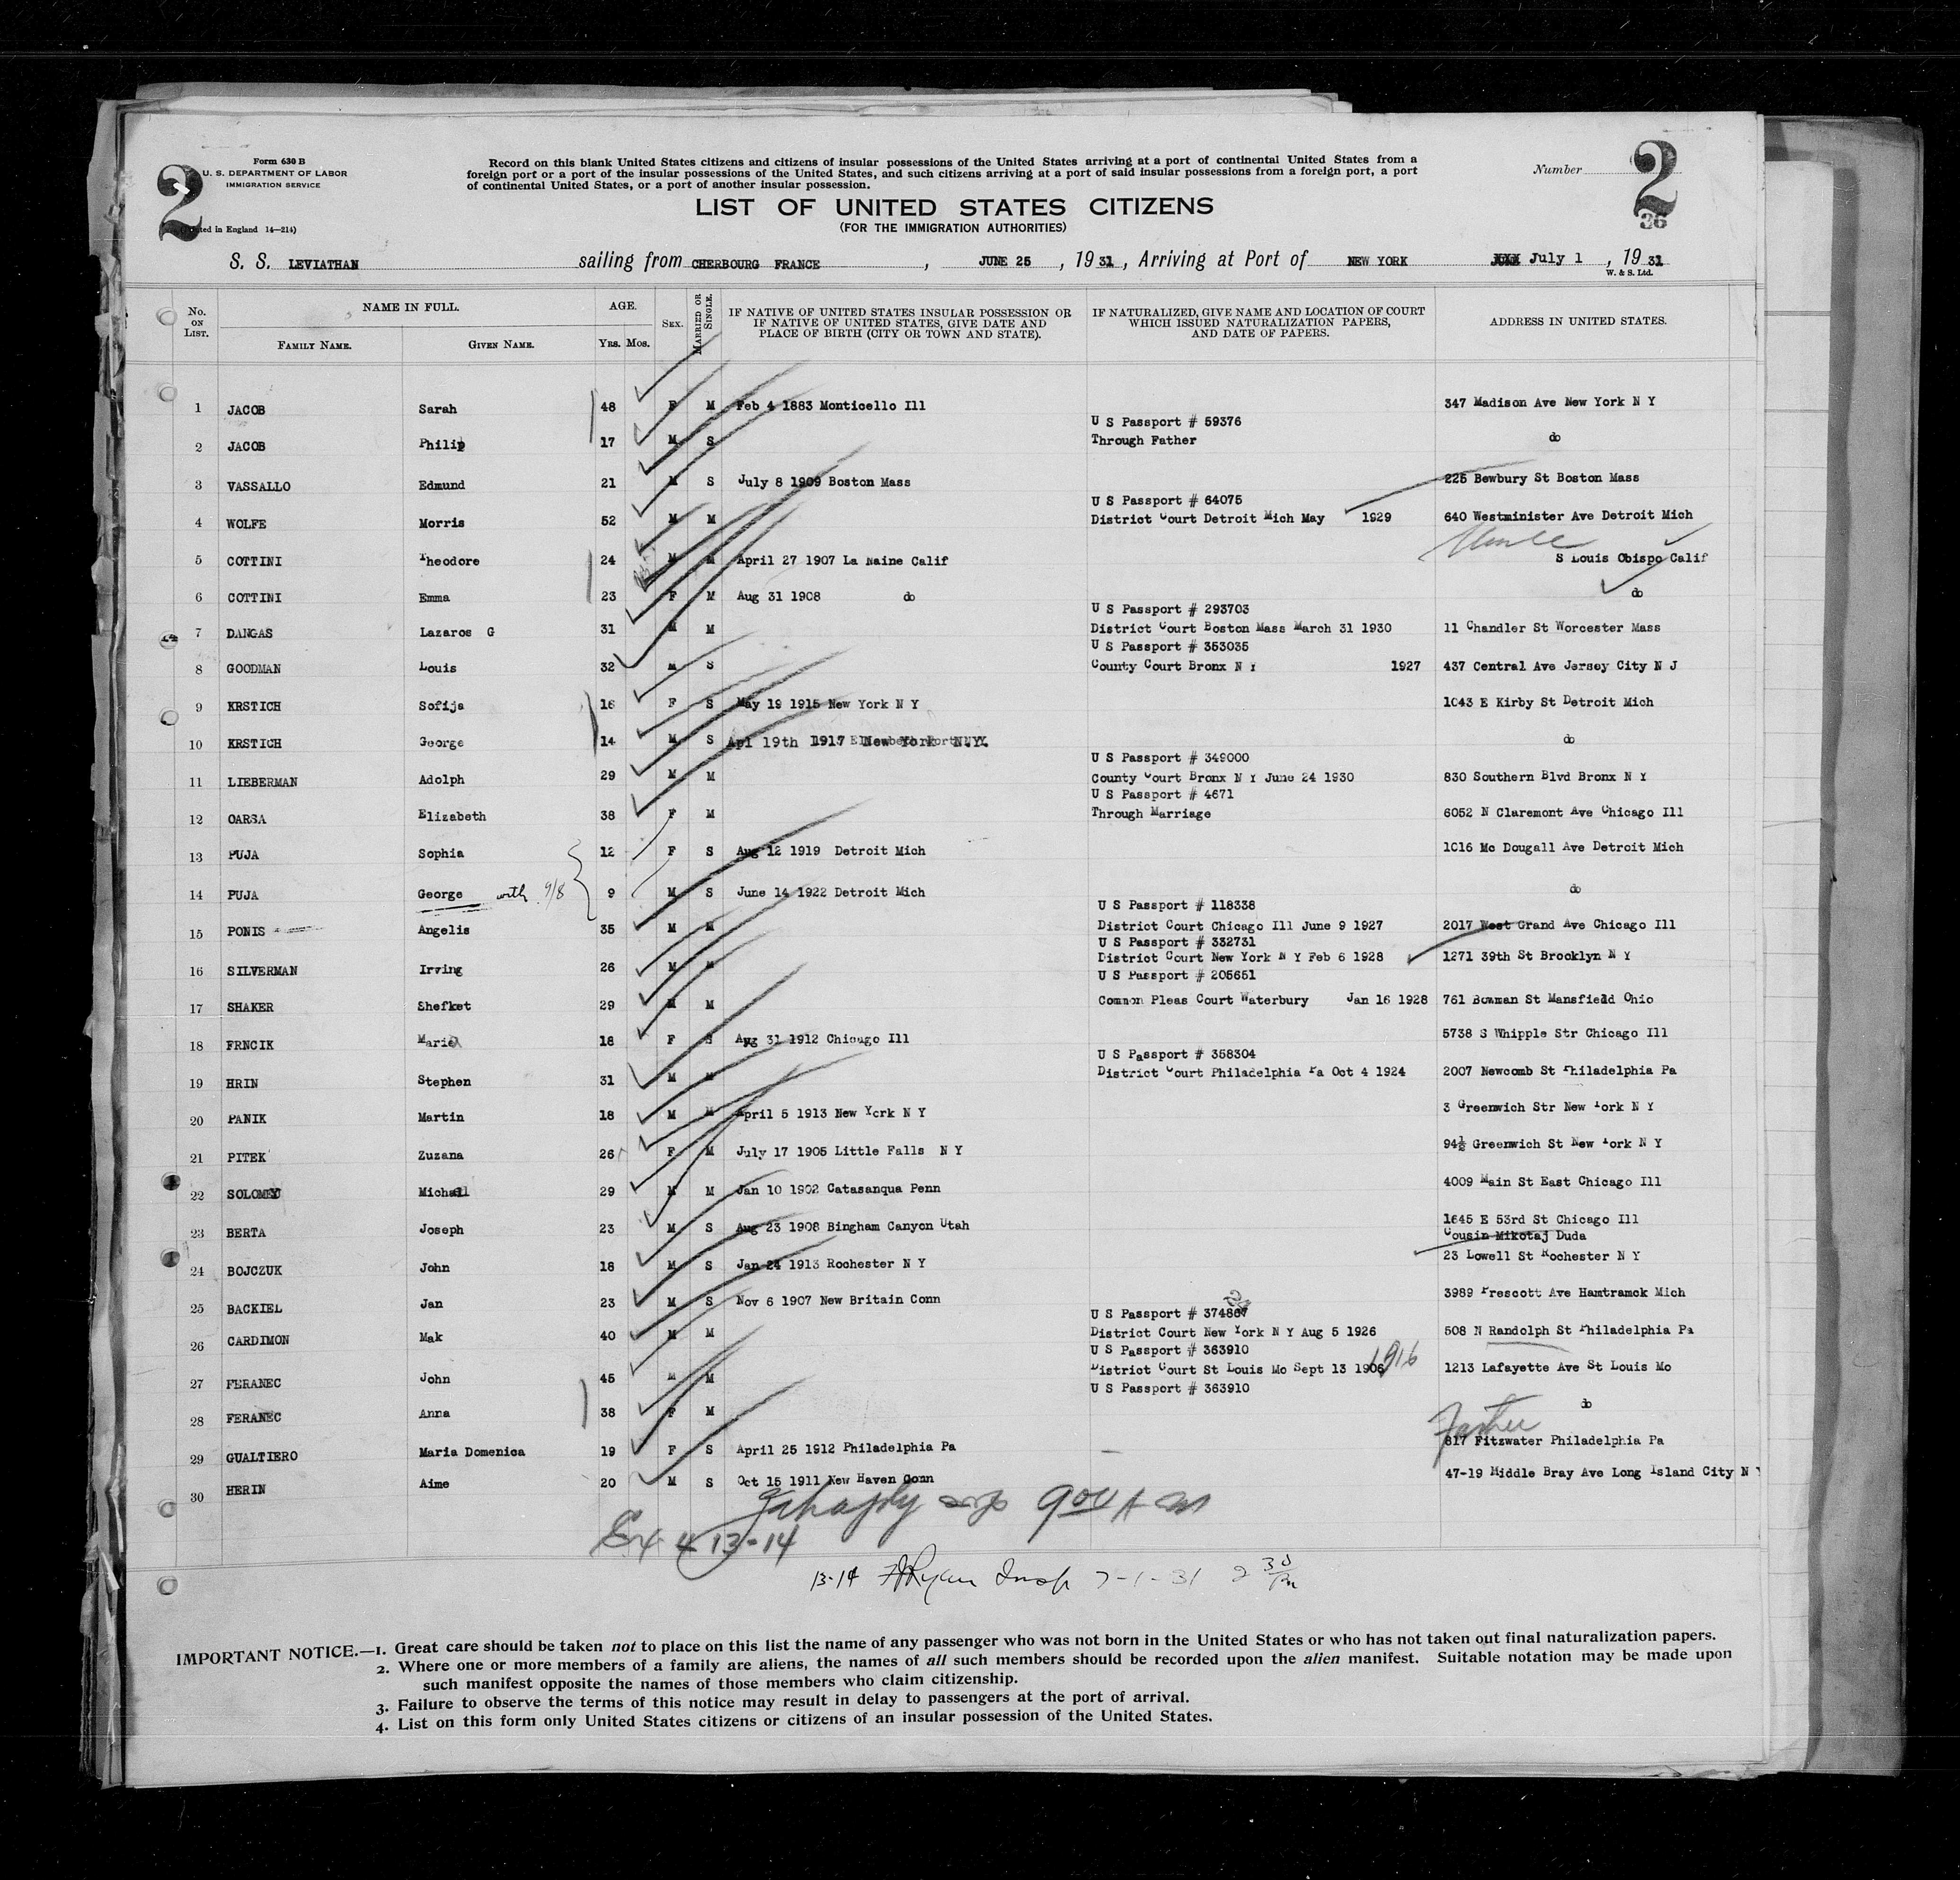 2
Form 630 B
U. S. DEPARTMENT OF LABOR
IMMIGRATION SERVICE
ted in England 14—214)
Record on this blank United States citizens and citizens of insular possessions of the United States arriving at a port of continental United States from a
foreign port or a port of the insular possessions of the United States, and such citizens arriving at a port of said insular possessions from a foreign port, a port
of continental United States, or a port of another insular possession.
Number 2
36
LIST OF UNITED STATES CITIZENS
(FOR THE IMMIGRATION AUTHORITIES)
S. S. LEVIATHAN sailing from CHERBOURG FRANCE, JUNE 25, 1931, Arriving at Port of NEW YORK July 1, 1931
W. & S. Ltd.
No. ON LIST. NAME IN FULL. FAMILY NAME. GIVEN NAME. AGE. YRS. MOS. SEX. MARRIED OR SINGLE. IF NATIVE OF UNITED STATES INSULAR POSSESSION OR IF NATIVE OF UNITED STATES, GIVE DATE AND PLACE OF BIRTH (CITY OR TOWN AND STATE). IF NATURALIZED, GIVE NAME AND LOCATION OF COURT WHICH ISSUED NATURALIZATION PAPERS, AND DATE OF PAPERS. ADDRESS IN UNITED STATES.
1 JACOB Sarah 48 F M Feb 4 1883 Monticello Ill 347 Madison Ave New York N Y
U S Passport # 59376
2 JACOB Philip 17 M S Through Father do
3 VASSALLO Edmund 21 M S July 8 1909 Boston Mass 225 Bewbury St Boston Mass
U S Passport # 64075
4 WOLFE Morris 52 M M District Court Detroit Mich May 1929 640 Westminister Ave Detroit Mich
5 COTTINI Theodore 24 M M April 27 1907 La Naine Calif S Louis Obispo Calif
6 COTTINI Emma 23 F M Aug 31 1908 do do
U S Passport # 293703
7 DANGAS Lazaros G 31 M M District Court Boston Mass March 31 1930 11 Chandler St Worcester Mass
U S Passport # 353035
8 GOODMAN Louis 32 M S County Court Bronx N Y 1927 437 Central Ave Jersey City N J
9 KRSTICH Sofija 16 F S May 19 1915 New York N Y 1043 E Kirby St Detroit Mich
10 KRSTICH George 14 M S Apl 19th 1917 New York N.Y. do
U S Passport # 349000
11 LIEBERMAN Adolph 29 M M County Court Bronx N Y June 24 1930 830 Southern Blvd Bronx N Y
U S Passport # 4671
12 OARSA Elizabeth 38 F M Through Marriage 6052 N Claremont Ave Chicago Ill
13 PUJA Sophia 12 F S Aug 12 1919 Detroit Mich 1016 Mc Dougall Ave Detroit Mich
14 PUJA George with 9/8 9 M S June 14 1922 Detroit Mich do
U S Passport # 118338
15 PONIS Angelis 35 M M District Court Chicago Ill June 9 1927 2017 West Grand Ave Chicago Ill
U S Passport # 332731
16 SILVERMAN Irving 26 M M District Court New York N Y Feb 6 1928 1271 39th St Brooklyn N Y
U S Passport # 205651
17 SHAKER Shefket 29 M M Common Pleas Court Waterbury Jan 16 1928 761 Bowman St Mansfield Ohio
18 FRNCIK Marie 18 F S Aug 31 1912 Chicago Ill 5738 S Whipple Str Chicago Ill
U S Passport # 358304
19 HRIN Stephen 31 M M District Court Philadelphia Pa Oct 4 1924 2007 Newcomb St Philadelphia Pa
20 PANIK Martin 18 M M April 5 1913 New York N Y 3 Greenwich Str New York N Y
21 PITEK Zuzana 26 F M July 17 1905 Little Falls N Y 94½ Greenwich St New York N Y
22 SOLOMEY Michall 29 M M Jan 10 1902 Catasanqua Penn 4009 Main St East Chicago Ill
23 BERTA Joseph 23 M S Aug 23 1908 Bingham Canyon Utah 1645 E 53rd St Chicago Ill
Cousin Mikotaj Duda
24 BOJCZUK John 18 M S Jan 24 1913 Rochester N Y 23 Lowell St Rochester N Y
25 BACKIEL Jan 23 M S Nov 6 1907 New Britain Conn 3989 Prescott Ave Hamtramck Mich
U S Passport # 374867
26 CARDIMON Mak 40 M M District Court New York N Y Aug 5 1926 508 N Randolph St Philadelphia Pa
U S Passport # 363910
27 FERANEC John 45 M M District Court St Louis Mo Sept 13 1906 1916 1213 Lafayette Ave St Louis Mo
U S Passport # 363910
28 FERANEC Anna 38 F M do
Father
29 GUALTIERO Maria Domenica 19 F S April 25 1912 Philadelphia Pa 817 Fitzwater Philadelphia Pa
30 HERIN Aime 20 M S Oct 15 1911 New Haven Conn 47-19 Middle Bray Ave Long Island City N Y
4 13-14
13-14 Ryan Insp 7-1-31 2 30 Pm
IMPORTANT NOTICE.—1. Great care should be taken not to place on this list the name of any passenger who was not born in the United States or who has not taken out final naturalization papers.
2. Where one or more members of a family are aliens, the names of all such members should be recorded upon the alien manifest. Suitable notation may be made upon
such manifest opposite the names of those members who claim citizenship.
3. Failure to observe the terms of this notice may result in delay to passengers at the port of arrival.
4. List on this form only United States citizens or citizens of an insular possession of the United States.